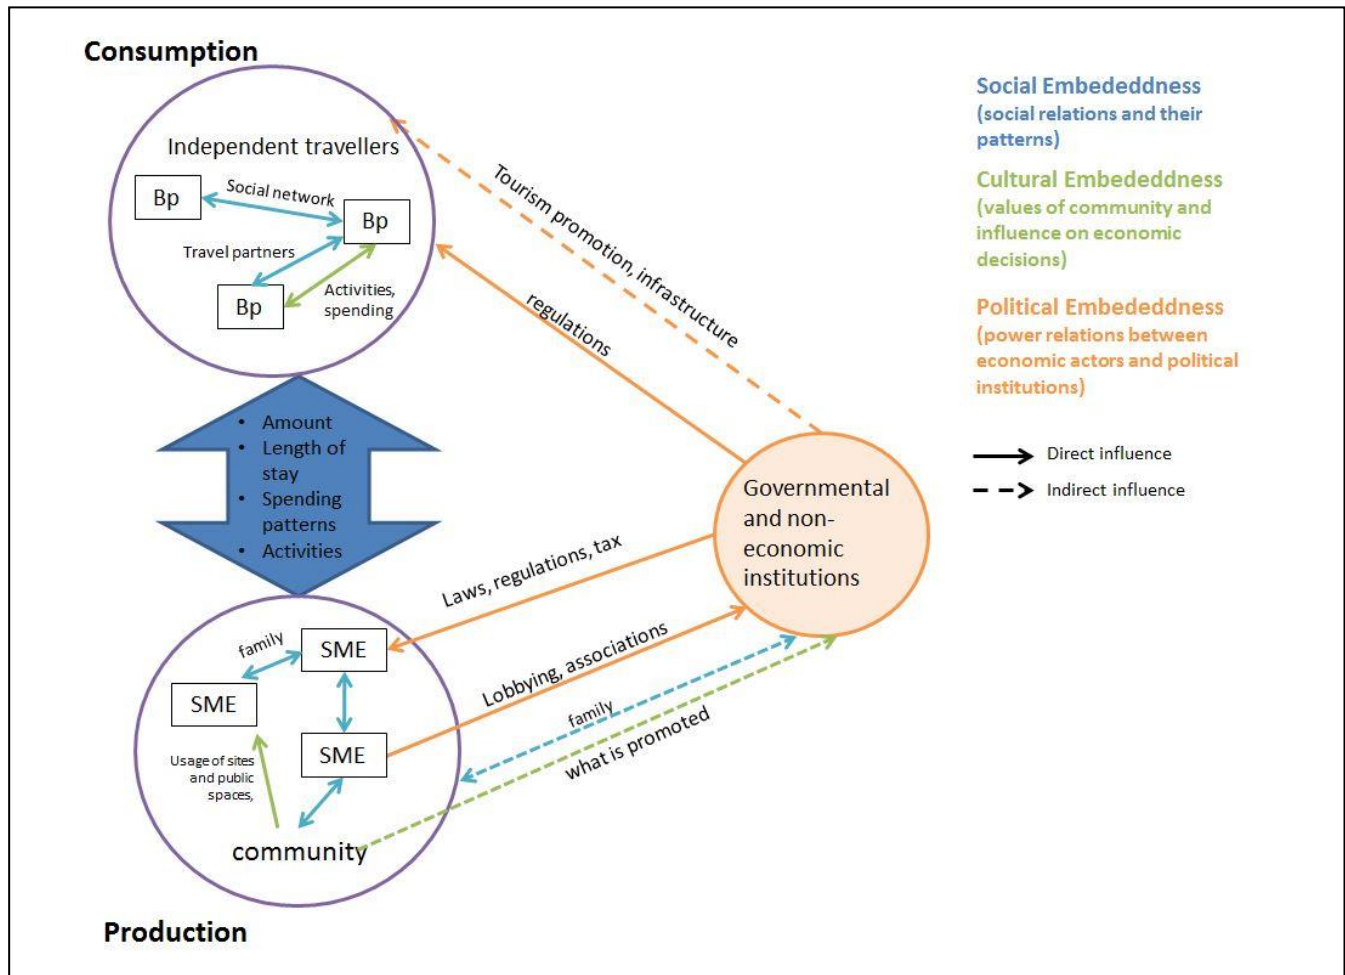 Consumption
Independent travellers
Bp
Social network
Bp
Travel partners
Bp
Activities,
spending
Tourism promotion, infrastructure
regulations
Social Embededdness
(social relations and their
patterns)
Cultural Embededdness
(values of community and
influence on economic
decisions)
Political Embededdness
(power relations between
economic actors and political
institutions)
Direct influence
Indirect influence
• Amount
• Length of
stay
• Spending
patterns
• Activities
Governmental
and non-
economic
institutions
Laws, regulations, tax
Lobbying, associations
family
what is promoted
family
SME
SME
SME
Usage of sites
and public
spaces,
community
Production